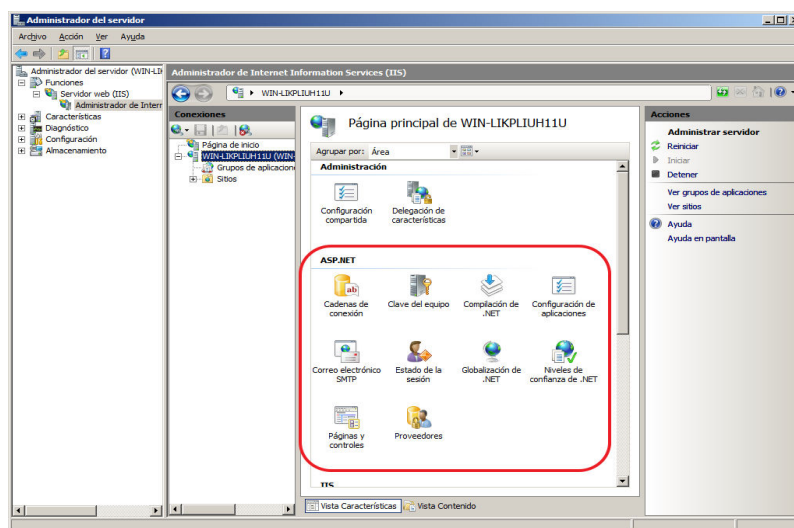 Administrador del servidor
Archivo Acción Ver Ayuda
Administrador del servidor (WIN-LIK
Funciones
Servidor web (IIS)
Administrador de Interr
Características
Diagnóstico
Configuración
Almacenamiento
Administrador de Internet Information Services (IIS)
WIN-LIKPLIUH11U
Conexiones
Página de inicio
WIN-LIKPLIUH11U (WIN-
Grupos de aplicacion
Sitios
Página principal de WIN-LIKPLIUH11U
Agrupar por: Área
Administración
Configuración compartida
Delegación de características
ASP.NET
Cadenas de conexión
Clave del equipo
Compilación de .NET
Configuración de aplicaciones
Correo electrónico SMTP
Estado de la sesión
Globalización de .NET
Niveles de confianza de .NET
Páginas y controles
Proveedores
IIS
Vista Características
Vista Contenido
Acciones
Administrar servidor
Reiniciar
Iniciar
Detener
Ver grupos de aplicaciones
Ver sitios
Ayuda
Ayuda en pantalla